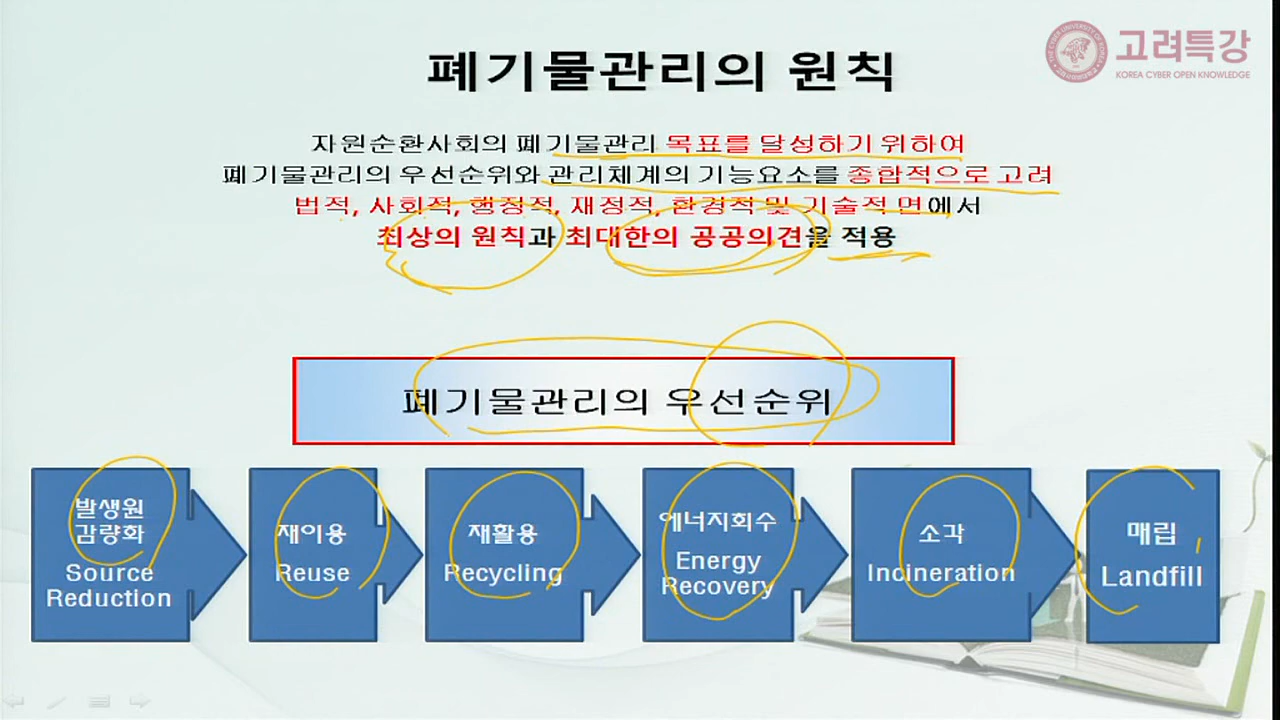 고려특강
KOREA CYBER OPEN KNOWLEDGE
폐기물관리의 원칙
자원순환사회의 폐기물관리 목표를 달성하기 위하여
폐기물관리의 우선순위와 관리체계의 기능요소를 종합적으로 고려
법적, 사회적, 행정적, 재정적, 환경적 및 기술적 면에서
최상의 원칙과 최대한의 공공의견을 적용
폐기물관리의 우선순위
발생원
감량화
Source
Reduction
재이용
Reuse
재활용
Recycling
에너지회수
Energy
Recovery
소각
Incineration
매립
Landfill